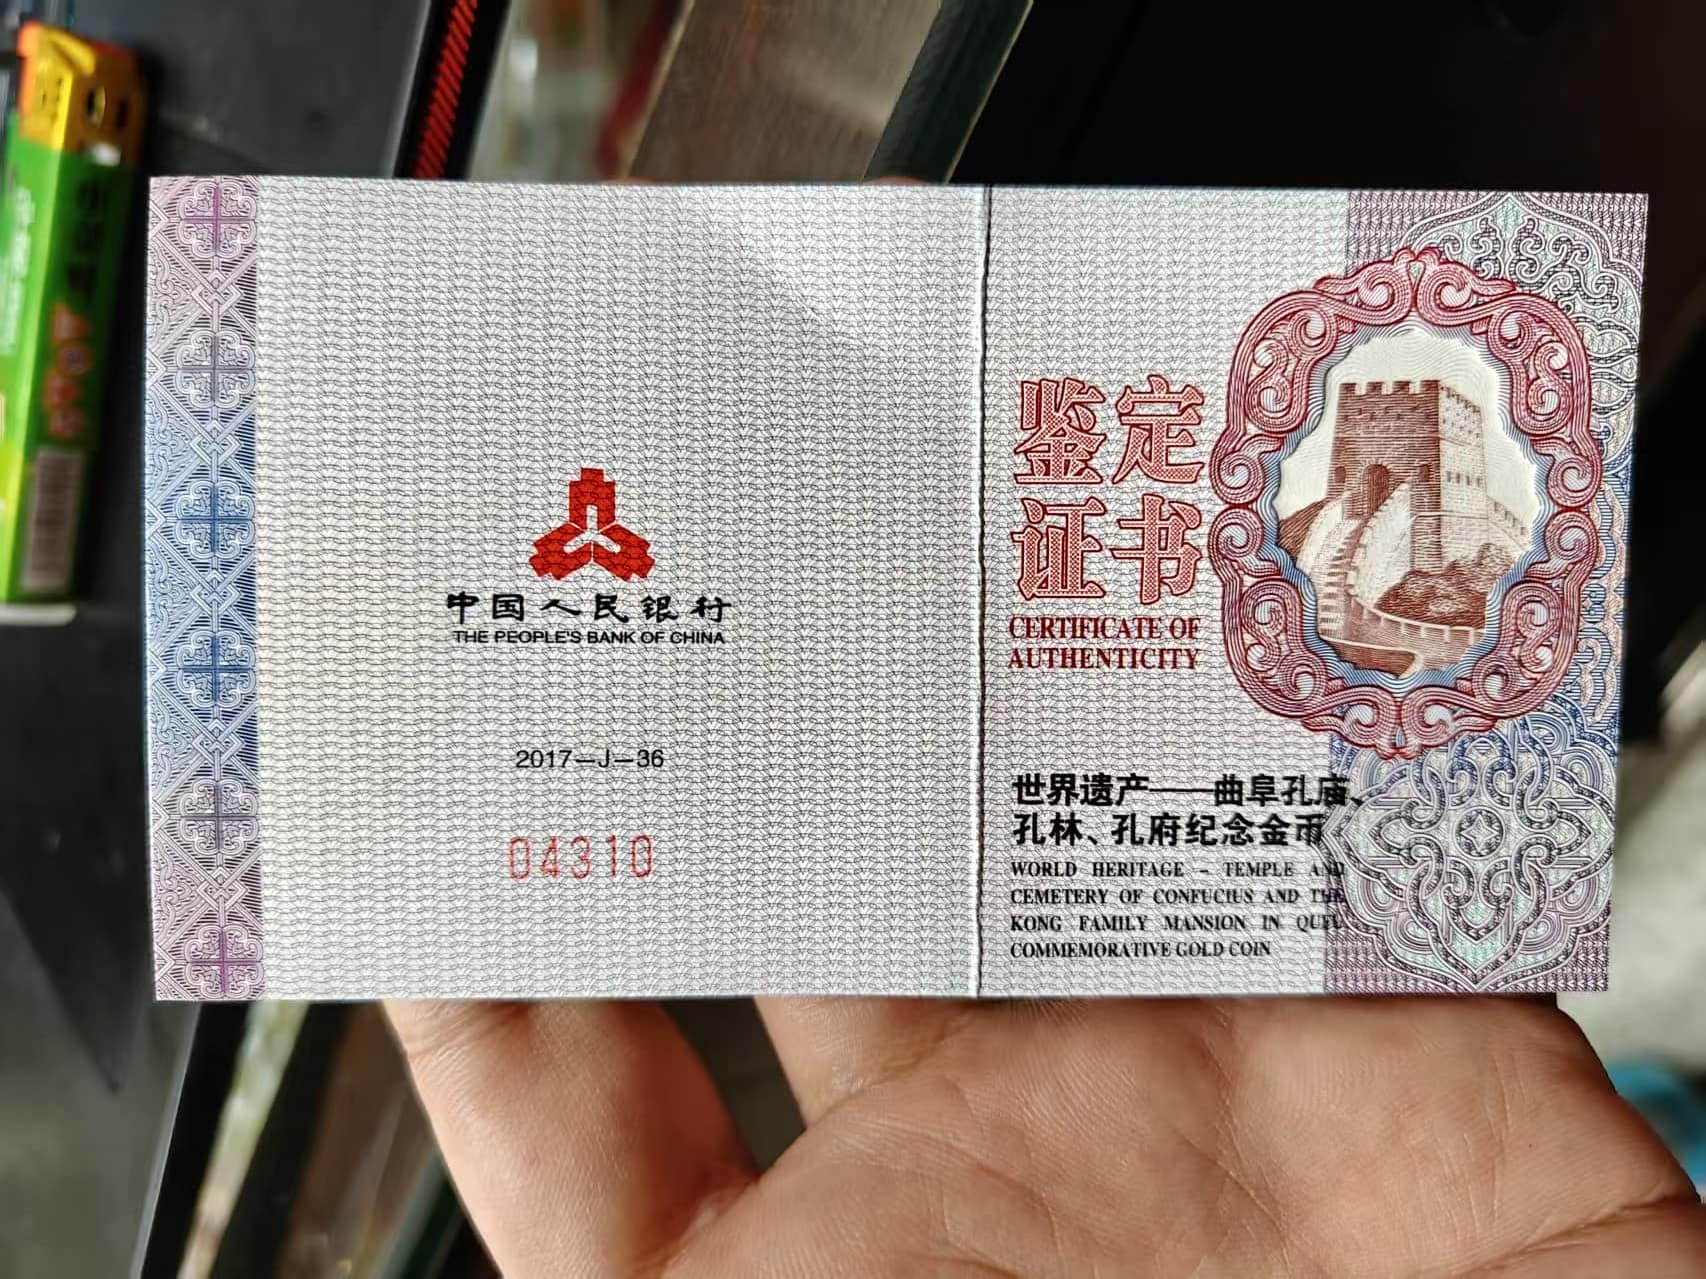 中国人民银行
THE PEOPLE'S BANK OF CHINA
2017—J—36
04310
鉴定
证书
CERTIFICATE OF
AUTHENTICITY
世界遗产——曲阜孔庙、
孔林、孔府纪念金币
WORLD HERITAGE – TEMPLE AND
CEMETERY OF CONFUCIUS AND THE
KONG FAMILY MANSION IN QUFU
COMMEMORATIVE GOLD COIN